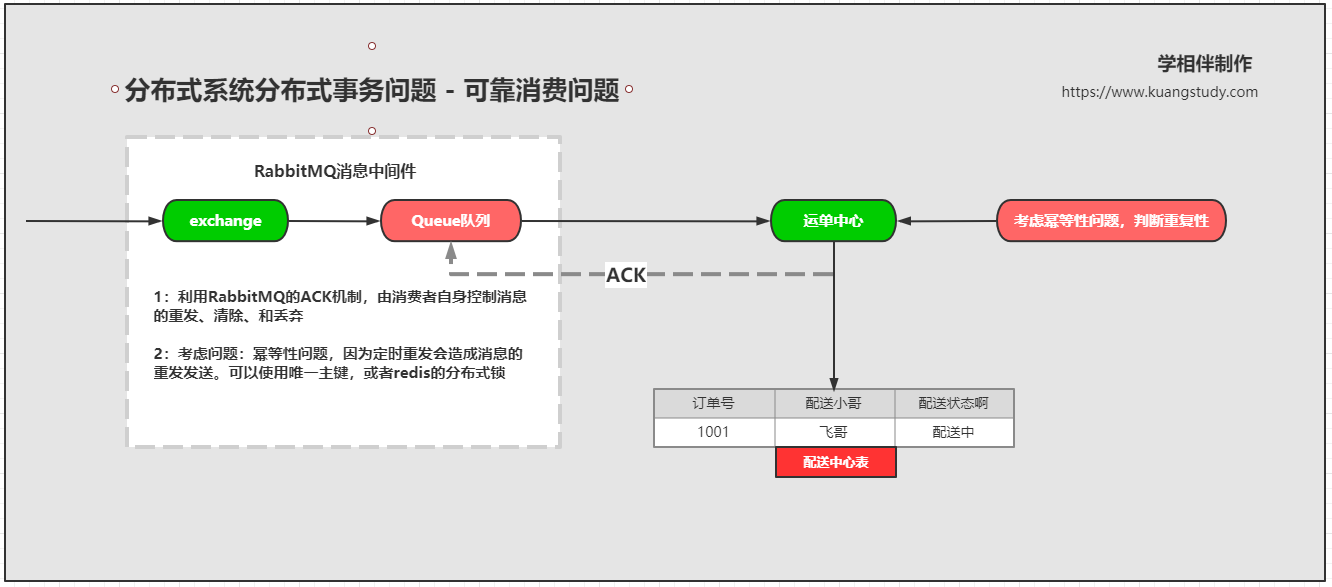 学相伴制作
分布式系统分布式事务问题 - 可靠消费问题
https://www.kuangstudy.com
RabbitMQ消息中间件
exchange
Queue队列
运单中心
考虑幂等性问题，判断重复性
ACK
1：利用RabbitMQ的ACK机制，由消费者自身控制消息
的重发、清除、和丢弃
2：考虑问题：幂等性问题，因为定时重发会造成消息的
重发发送。可以使用唯一主键，或者redis的分布式锁
订单号 配送小哥 配送状态啊
1001 飞哥 配送中
配送中心表